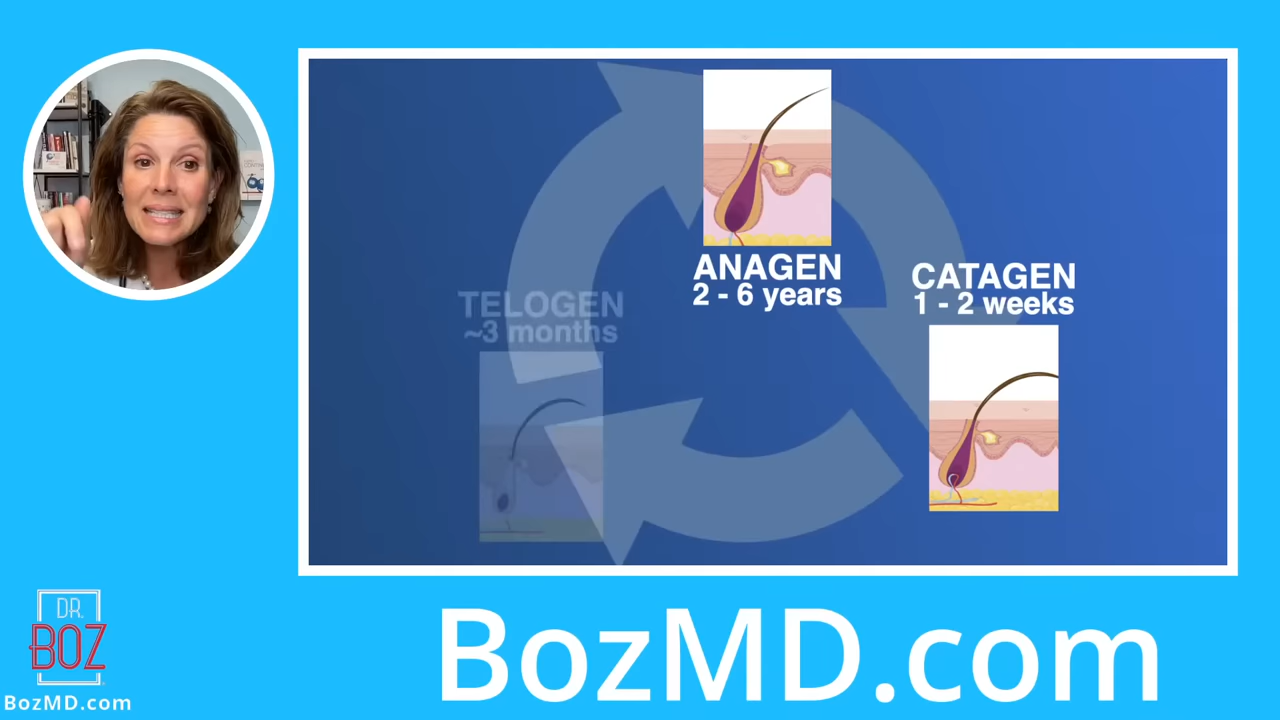 ANAGEN
2 - 6 years
CATAGEN
1 - 2 weeks
TELOGEN
~3 months
DR.
BOZ
BozMD.com
BozMD.com